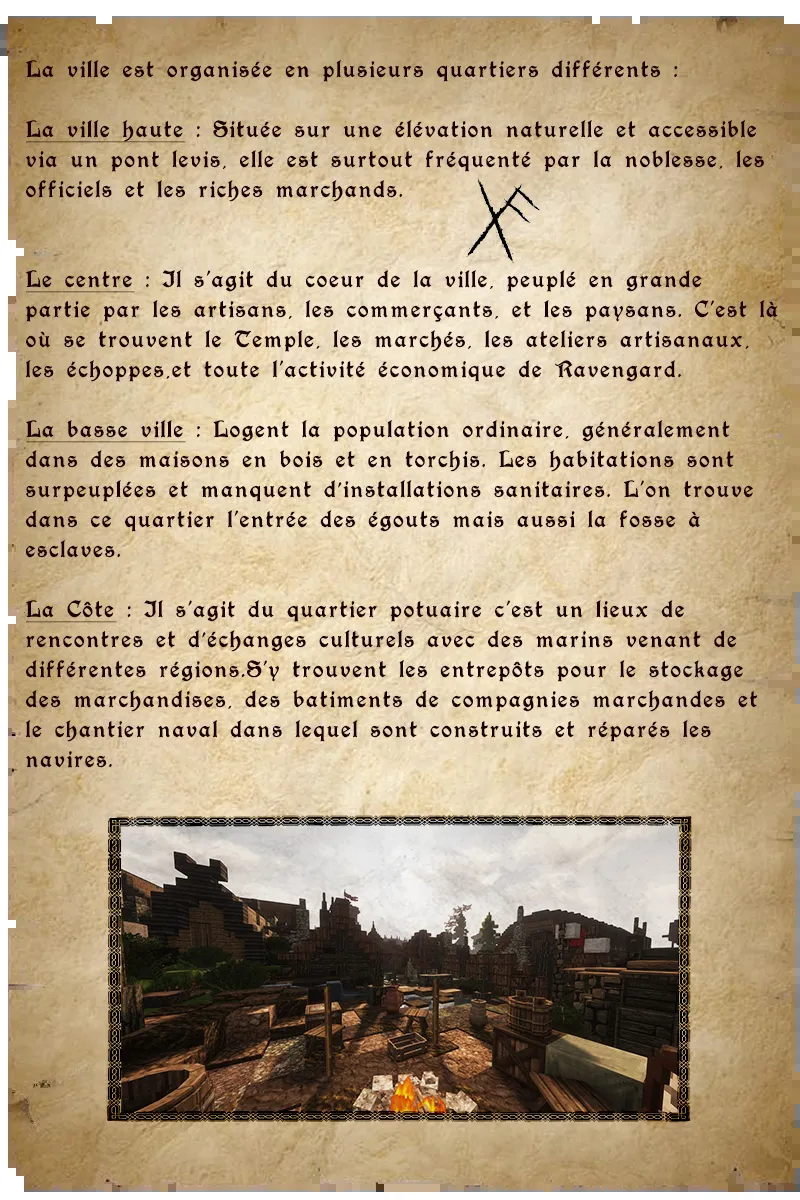 La ville est organisée en plusieurs quartiers différents :
La ville haute : Située sur une élévation naturelle et accessible
via un pont levis, elle est surtout fréquenté par la noblesse, les
officiels et les riches marchands.
Le centre : Il s'agit du coeur de la ville, peuplé en grande
partie par les artisans, les commerçants, et les paysans. C'est là
où se trouvent le Temple, les marchés, les ateliers artisanaux,
les échoppes,et toute l'activité économique de Ravengard.
La basse ville : Logent la population ordinaire, généralement
dans des maisons en bois et en torchis. Les habitations sont
surpeuplées et manquent d'installations sanitaires. L'on trouve
dans ce quartier l'entrée des égouts mais aussi la fosse à
esclaves.
La Côte : Il s'agit du quartier potuaire c'est un lieux de
rencontres et d'échanges culturels avec des marins venant de
différentes régions.S'y trouvent les entrepôts pour le stockage
des marchandises, des batiments de compagnies marchandes et
le chantier naval dans lequel sont construits et réparés les
navires.